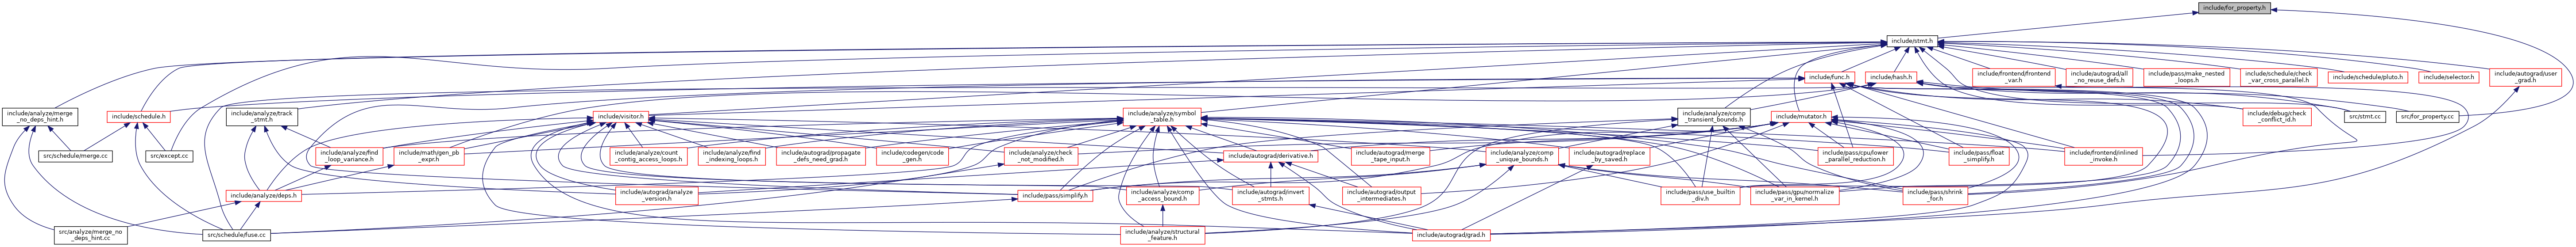 include/for_property.h
include/stmt.h
include/func.h
include/hash.h
include/frontend/frontend
_var.h
include/autograd/all
_no_reuse_defs.h
include/pass/make_nested
_loops.h
include/schedule/check
_var_cross_parallel.h
include/schedule/pluto.h
include/selector.h
include/autograd/user
_grad.h
include/analyze/merge
_no_deps_hint.h
include/schedule.h
include/analyze/track
_stmt.h
include/visitor.h
include/analyze/symbol
_table.h
include/analyze/comp
_transient_bounds.h
include/mutator.h
include/debug/check
_conflict_id.h
src/stmt.cc
src/for_property.cc
src/schedule/merge.cc
src/except.cc
include/analyze/find
_loop_variance.h
include/math/gen_pb
_expr.h
include/analyze/count
_contig_access_loops.h
include/analyze/find
_indexing_loops.h
include/autograd/propagate
_defs_need_grad.h
include/codegen/code
_gen.h
include/analyze/check
_not_modified.h
include/autograd/derivative.h
include/autograd/merge
_tape_input.h
include/analyze/comp
_unique_bounds.h
include/autograd/replace
_by_saved.h
include/pass/cpu/lower
_parallel_reduction.h
include/pass/float
_simplify.h
include/frontend/inlined
_invoke.h
include/analyze/deps.h
include/autograd/analyze
_version.h
include/pass/simplify.h
include/analyze/comp
_access_bound.h
include/autograd/invert
_stmts.h
include/autograd/output
_intermediates.h
include/pass/use_builtin
_div.h
include/pass/gpu/normalize
_var_in_kernel.h
include/pass/shrink
_for.h
src/analyze/merge_no
_deps_hint.cc
src/schedule/fuse.cc
include/analyze/structural
_feature.h
include/autograd/grad.h